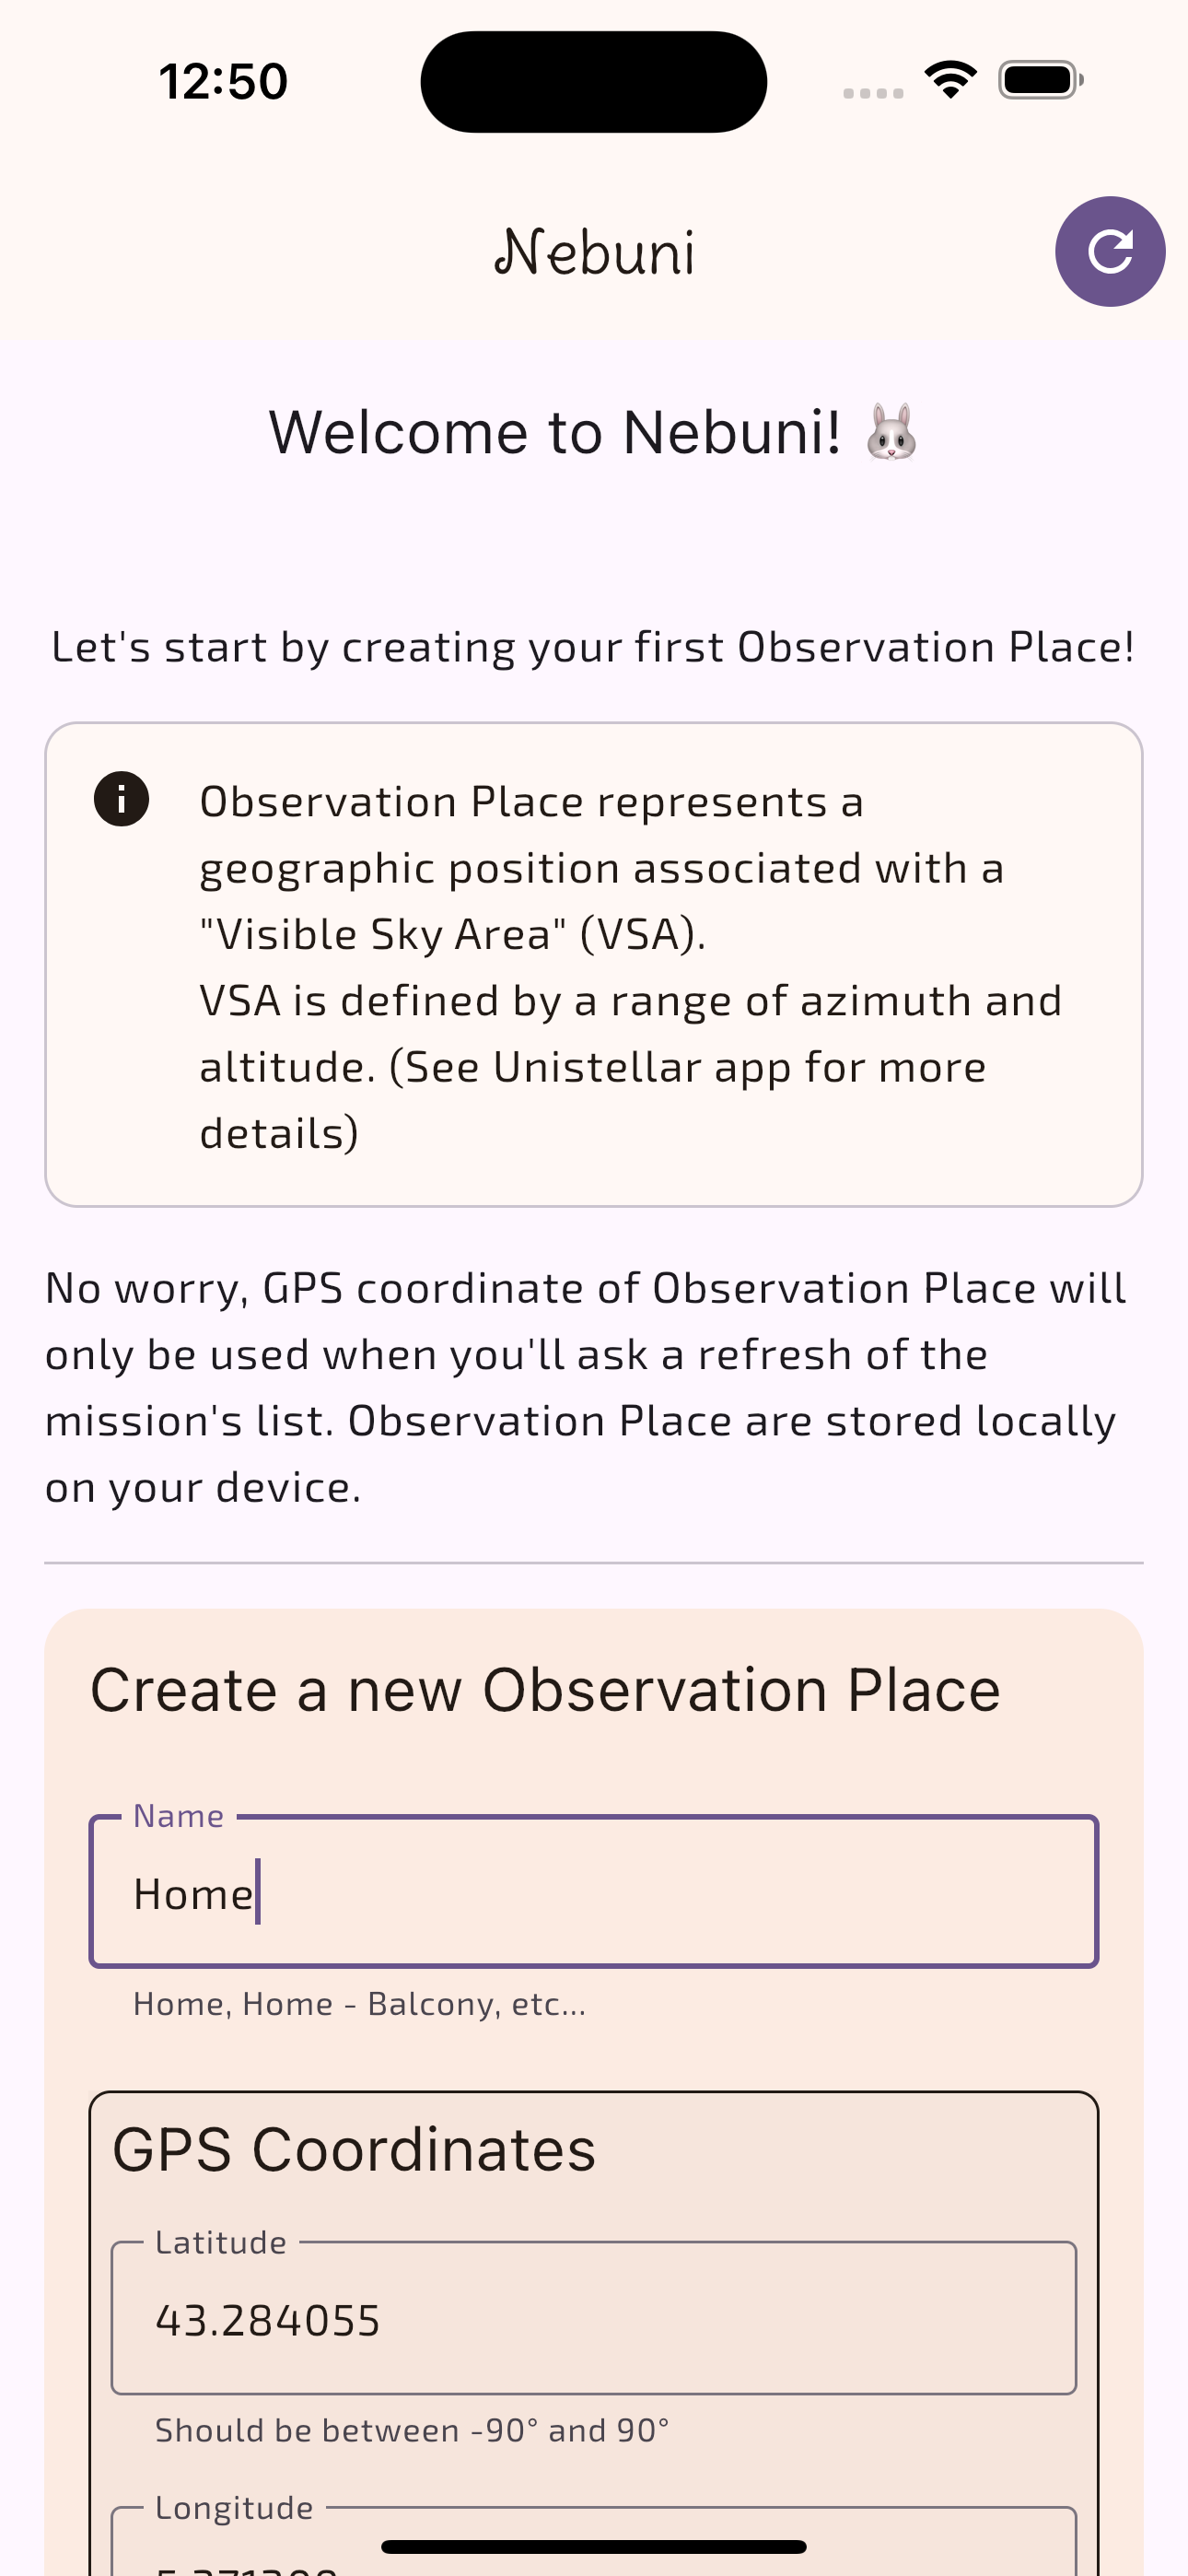 12:50
Nebuni
Welcome to Nebuni! 🐰
Let's start by creating your first Observation Place!
Observation Place represents a
geographic position associated with a
"Visible Sky Area" (VSA).
VSA is defined by a range of azimuth and
altitude. (See Unistellar app for more
details)
No worry, GPS coordinate of Observation Place will
only be used when you'll ask a refresh of the
mission's list. Observation Place are stored locally
on your device.
Create a new Observation Place
Name
Home
Home, Home - Balcony, etc...
GPS Coordinates
Latitude
43.284055
Should be between -90° and 90°
Longitude